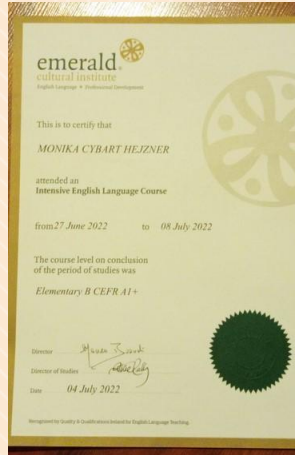 emerald
cultural institute
English Language • Professional Development
This is to certify that
MONIKA CYBART HEJZNER
attended an
Intensive English Language Course
from 27 June 2022 to 08 July 2022
The course level on conclusion
of the period of studies was
Elementary B CEFR A1+
Director
Director of Studies
Date 04 July 2022
Recognised by Quality & Qualifications Ireland for English Language Teaching.